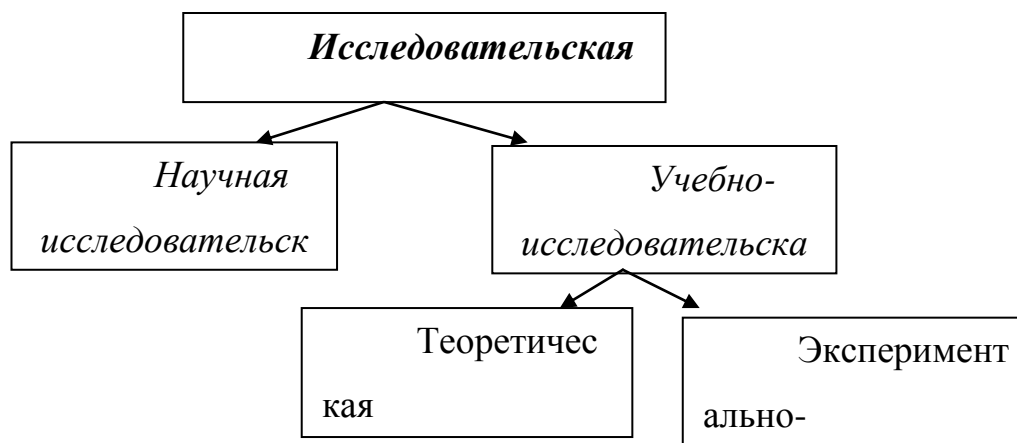 Исследовательская
Научная
исследовательск
Учебно-
исследовательска
Теоретичес
кая
Эксперимент
ально-